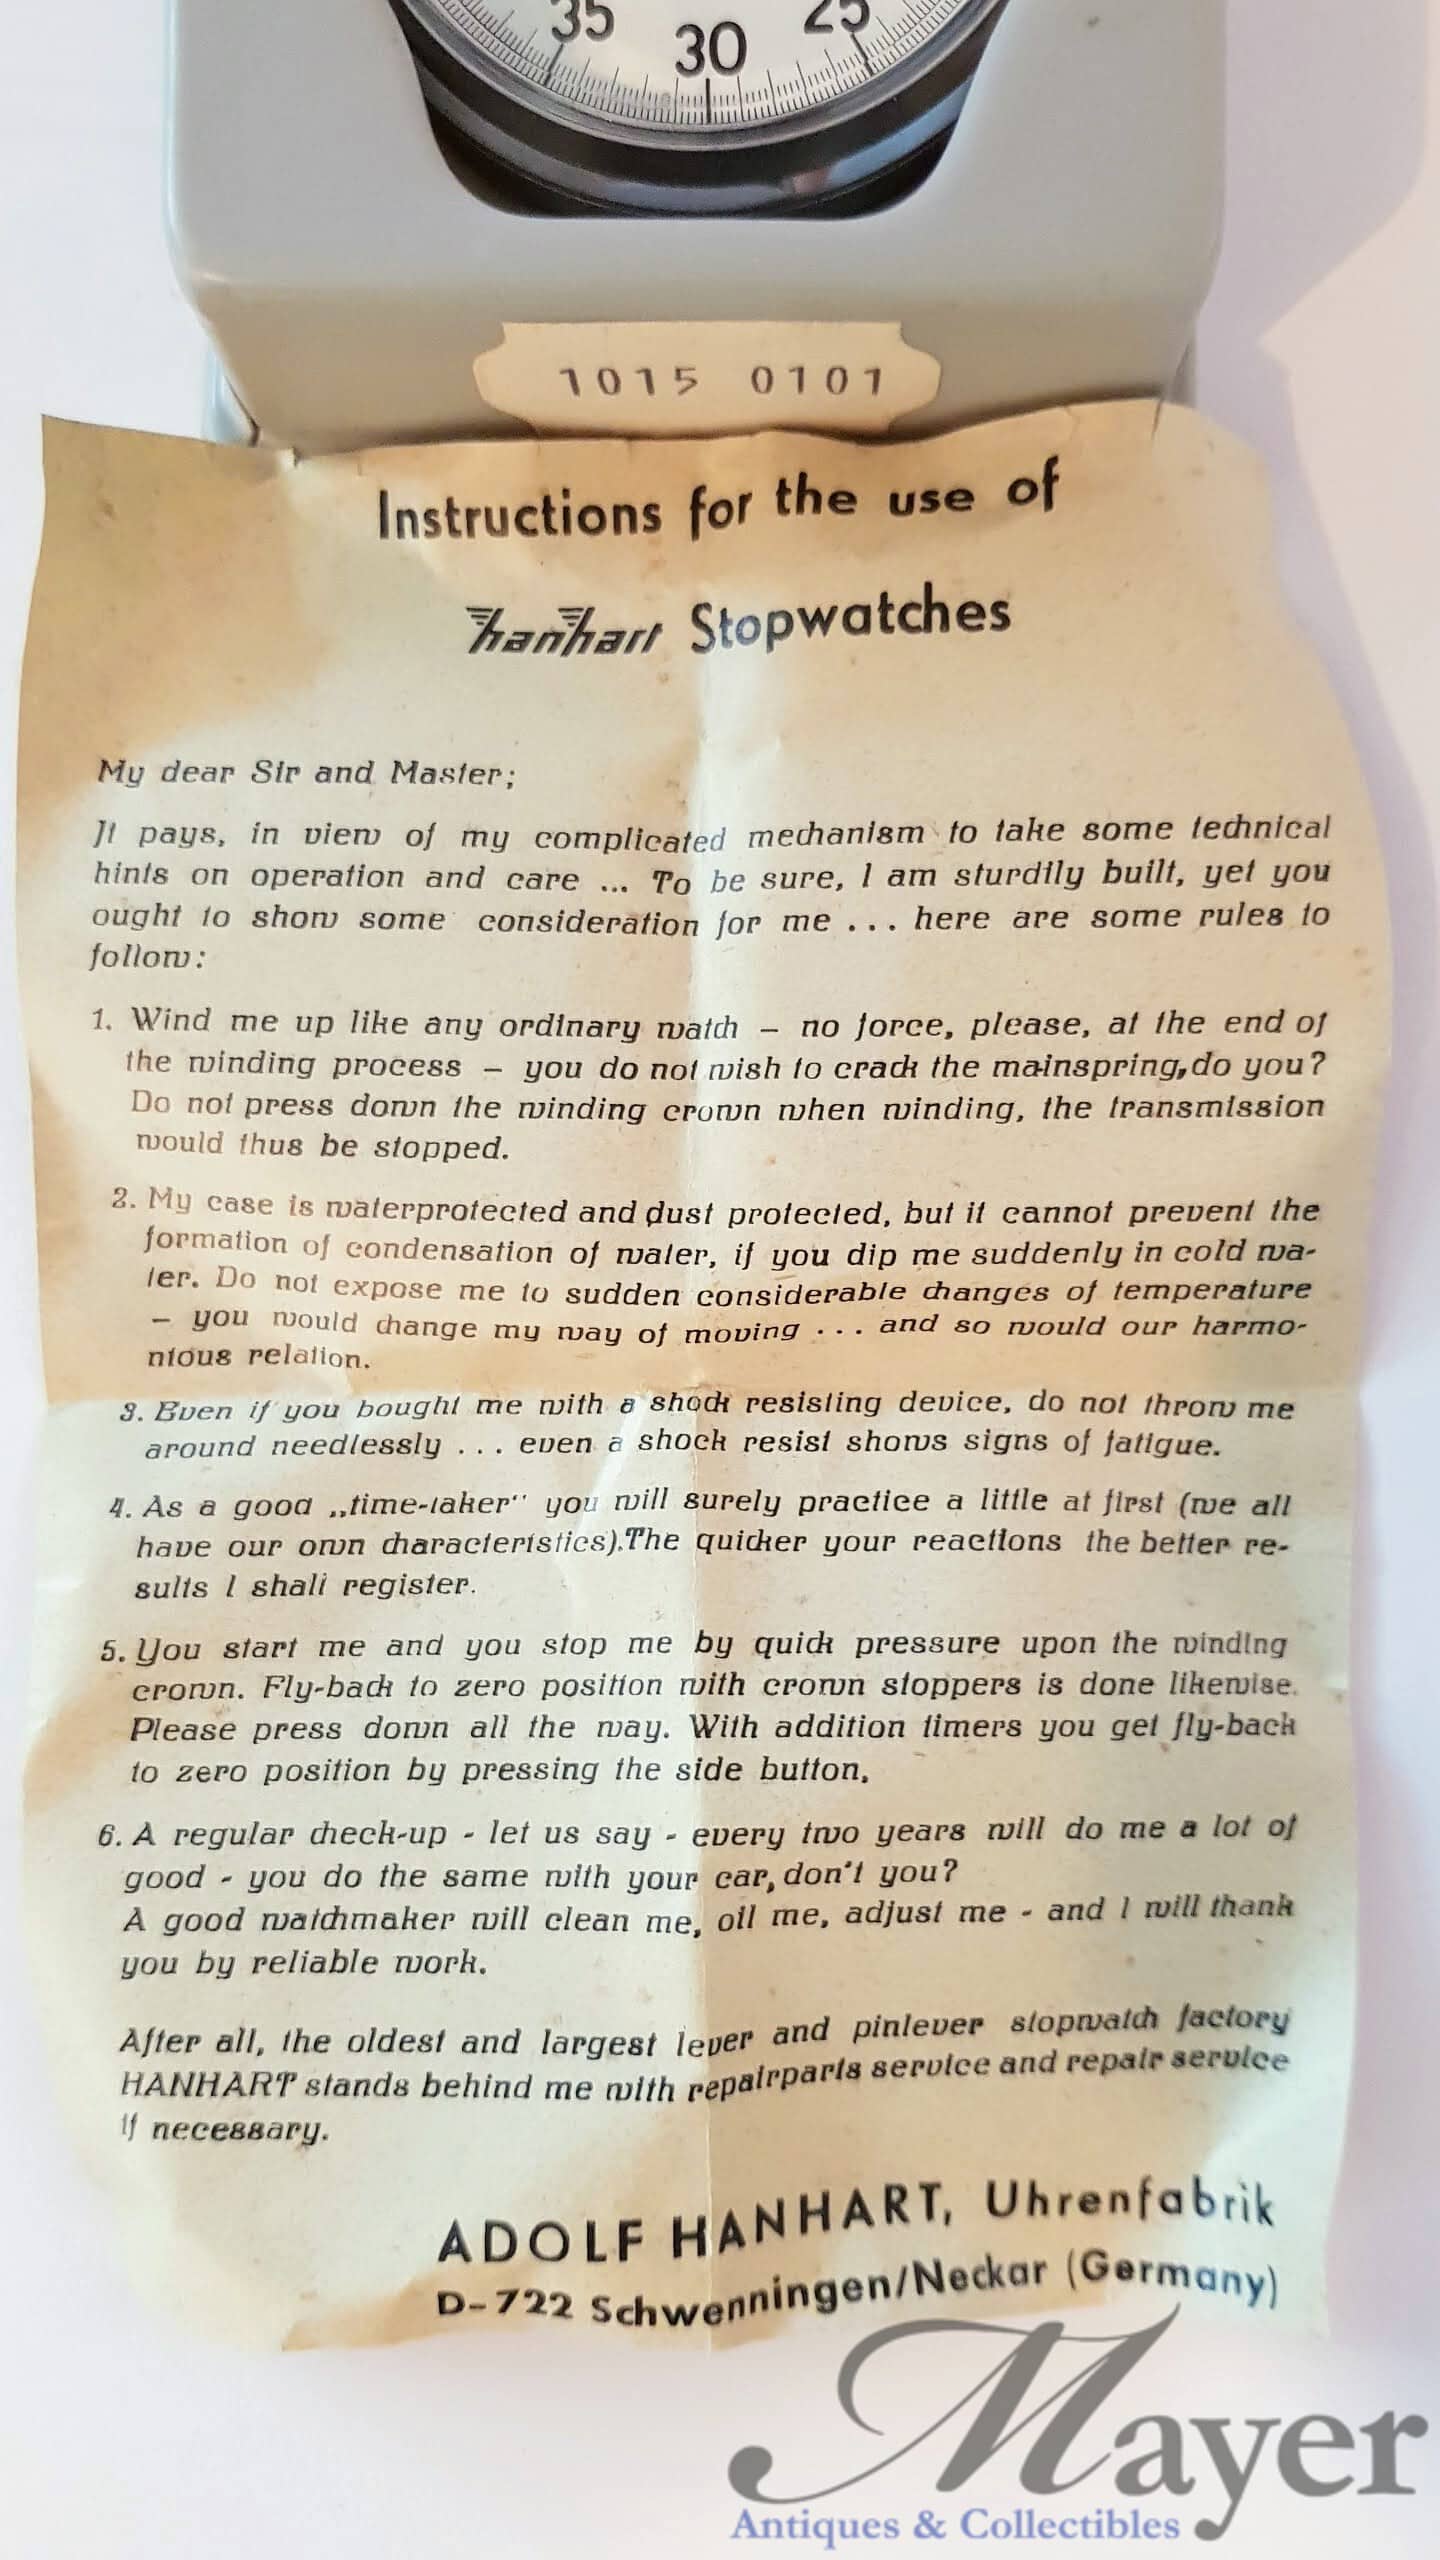 35 30 25
1015 0101
Instructions for the use of
hanhart Stopwatches
My dear Sir and Master;
It pays, in view of my complicated mechanism to take some technical
hints on operation and care ... To be sure, I am sturdily built, yet you
ought to show some consideration for me ... here are some rules to
follow:
1. Wind me up like any ordinary watch – no force, please, at the end of
the winding process – you do not wish to crack the mainspring, do you?
Do not press down the winding crown when winding, the transmission
would thus be stopped.
2. My case is waterprotected and dust protected, but it cannot prevent the
formation of condensation of water, if you dip me suddenly in cold wa-
ter. Do not expose me to sudden considerable changes of temperature
– you would change my way of moving ... and so would our harmo-
nious relation.
3. Even if you bought me with a shock resisting device, do not throw me
around needlessly ... even a shock resist shows signs of fatigue.
4. As a good „time-taker“ you will surely practice a little at first (we all
have our own characteristics).The quicker your reactions the better re-
sults I shall register.
5. You start me and you stop me by quick pressure upon the winding
crown. Fly-back to zero position with crown stoppers is done likewise.
Please press down all the way. With addition timers you get fly-back
to zero position by pressing the side button.
6. A regular check-up - let us say - every two years will do me a lot of
good - you do the same with your car, don't you?
A good watchmaker will clean me, oil me, adjust me - and I will thank
you by reliable work.
After all, the oldest and largest lever and pinlever stopwatch factory
HANHART stands behind me with repairparts service and repair service
if necessary.
ADOLF HANHART, Uhrenfabrik
D-722 Schwenningen/Neckar (Germany)
Mayer
Antiques & Collectibles